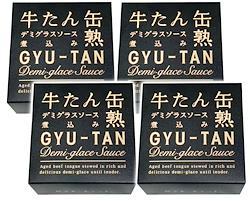 牛たん缶
デミグラスソース
煮込み
熟
GYU-TAN
Demi-glace Sauce
牛たん缶
デミグラスソース
煮込み
熟
GYU-TAN
Demi-glace Sauce
牛たん缶
デミグラスソース
煮込み
熟
GYU-TAN
Demi-glace Sauce
Aged beef tongue stewed in rich and
delicious demi-glace until tender.
牛たん缶
デミグラスソース
煮込み
熟
GYU-TAN
Demi-glace Sauce
Aged beef tongue stewed in rich and
delicious demi-glace until tender.